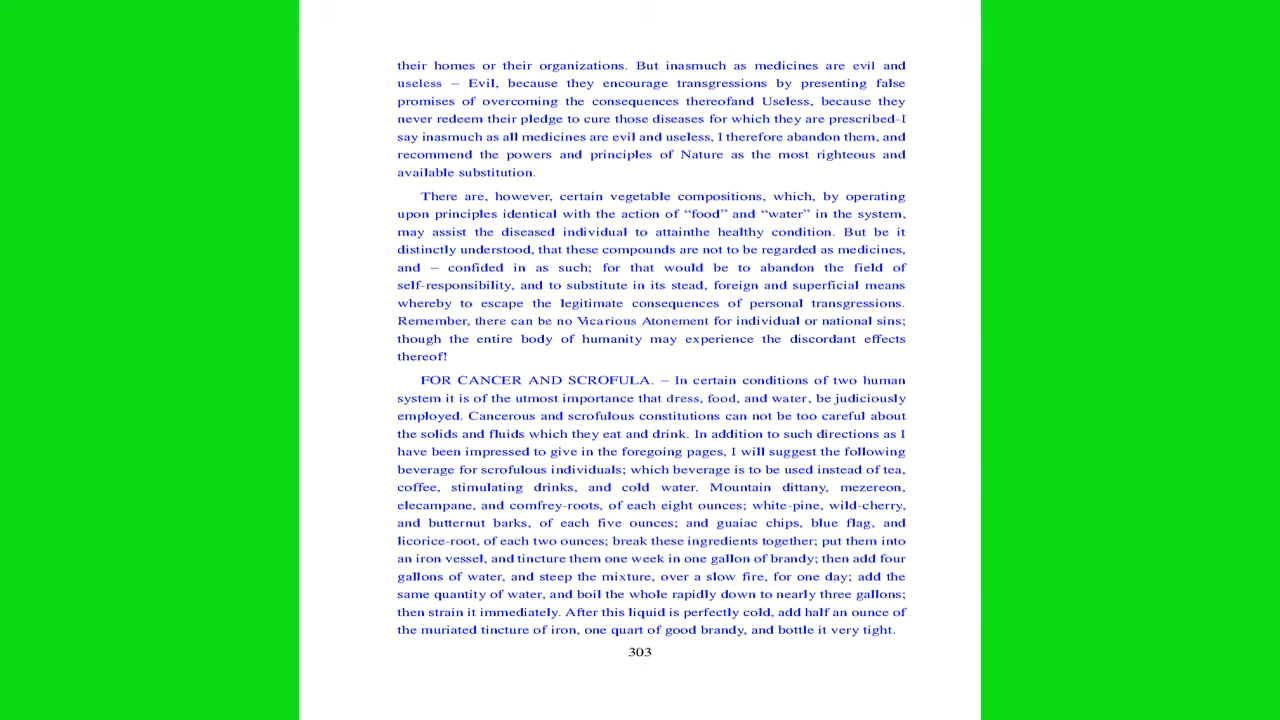 their homes or their organizations. But inasmuch as medicines are evil and
useless – Evil, because they encourage transgressions by presenting false
promises of overcoming the consequences thereofand Useless, because they
never redeem their pledge to cure those diseases for which they are prescribed-I
say inasmuch as all medicines are evil and useless, I therefore abandon them, and
recommend the powers and principles of Nature as the most righteous and
available substitution.
There are, however, certain vegetable compositions, which, by operating
upon principles identical with the action of “food” and “water” in the system,
may assist the diseased individual to attainthe healthy condition. But be it
distinctly understood, that these compounds are not to be regarded as medicines,
and – confided in as such; for that would be to abandon the field of
self-responsibility, and to substitute in its stead, foreign and superficial means
whereby to escape the legitimate consequences of personal transgressions.
Remember, there can be no Vicarious Atonement for individual or national sins;
though the entire body of humanity may experience the discordant effects
thereof!
FOR CANCER AND SCROFULA. – In certain conditions of two human
system it is of the utmost importance that dress, food, and water, be judiciously
employed. Cancerous and scrofulous constitutions can not be too careful about
the solids and fluids which they eat and drink. In addition to such directions as I
have been impressed to give in the foregoing pages, I will suggest the following
beverage for scrofulous individuals; which beverage is to be used instead of tea,
coffee, stimulating drinks, and cold water. Mountain dittany, mezereon,
elecampane, and comfrey-roots, of each eight ounces; white-pine, wild-cherry,
and butternut barks, of each five ounces; and guaiac chips, blue flag, and
licorice-root, of each two ounces; break these ingredients together; put them into
an iron vessel, and tincture them one week in one gallon of brandy; then add four
gallons of water, and steep the mixture, over a slow fire, for one day; add the
same quantity of water, and boil the whole rapidly down to nearly three gallons;
then strain it immediately. After this liquid is perfectly cold, add half an ounce of
the muriated tincture of iron, one quart of good brandy, and bottle it very tight.
303